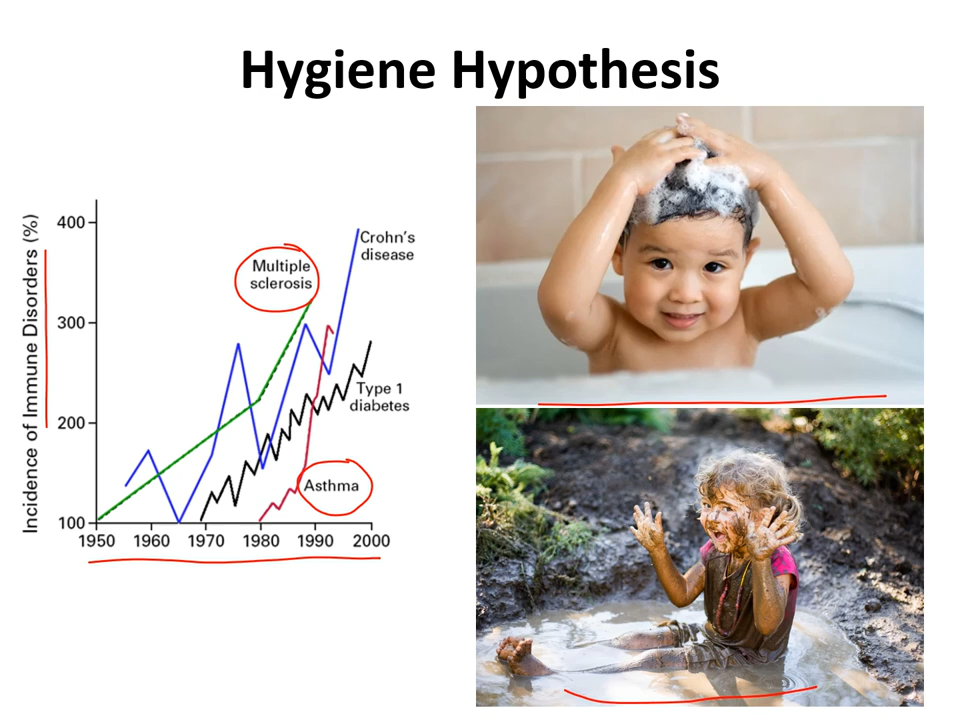 Hygiene Hypothesis
Incidence of Immune Disorders (%)
400
300
200
100
1950 1960 1970 1980 1990 2000
Multiple
sclerosis
Crohn's
disease
Type 1
diabetes
Asthma